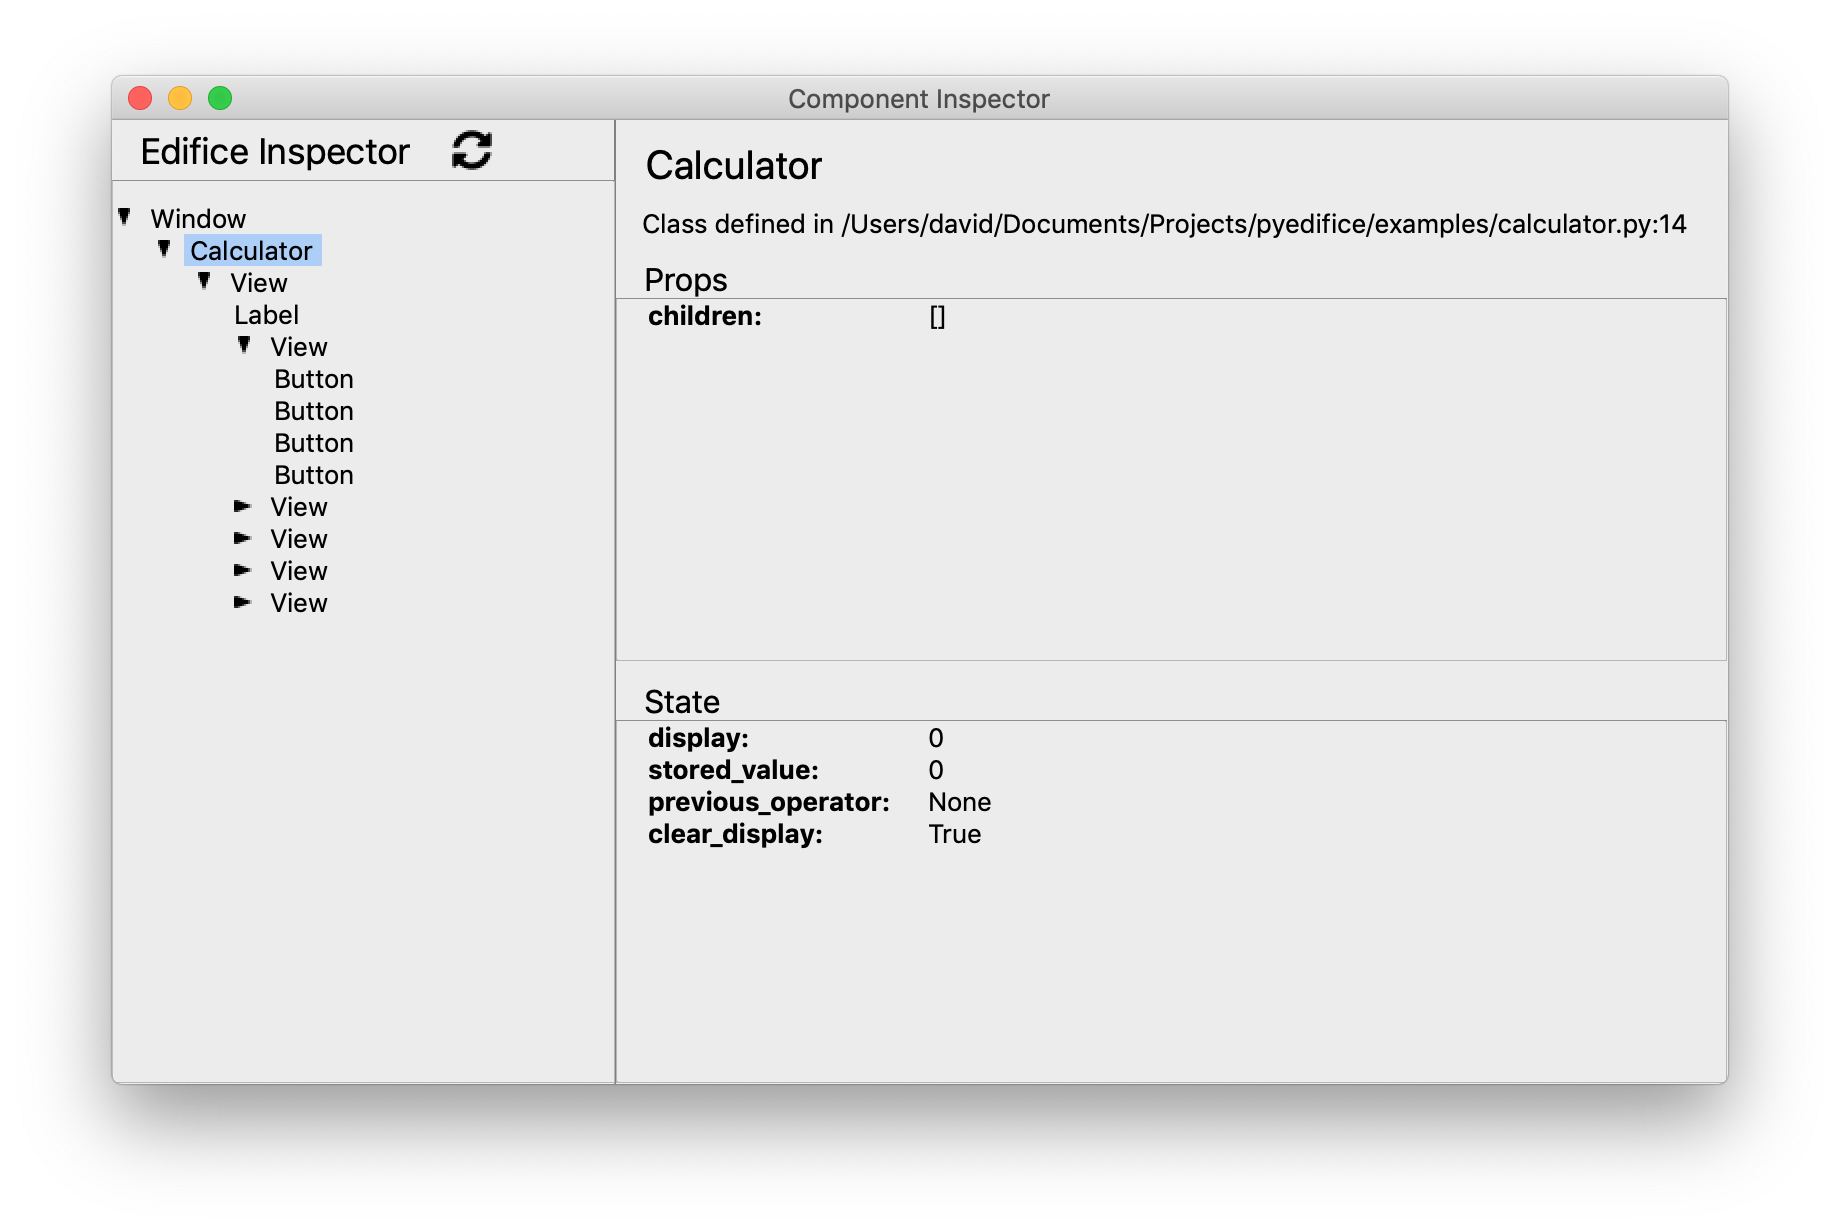 Component Inspector
Edifice Inspector
Window
Calculator
View
Label
View
Button
Button
Button
Button
View
View
View
View
Calculator
Class defined in /Users/david/Documents/Projects/pyedifice/examples/calculator.py:14
Props
children: []
State
display: 0
stored_value: 0
previous_operator: None
clear_display: True